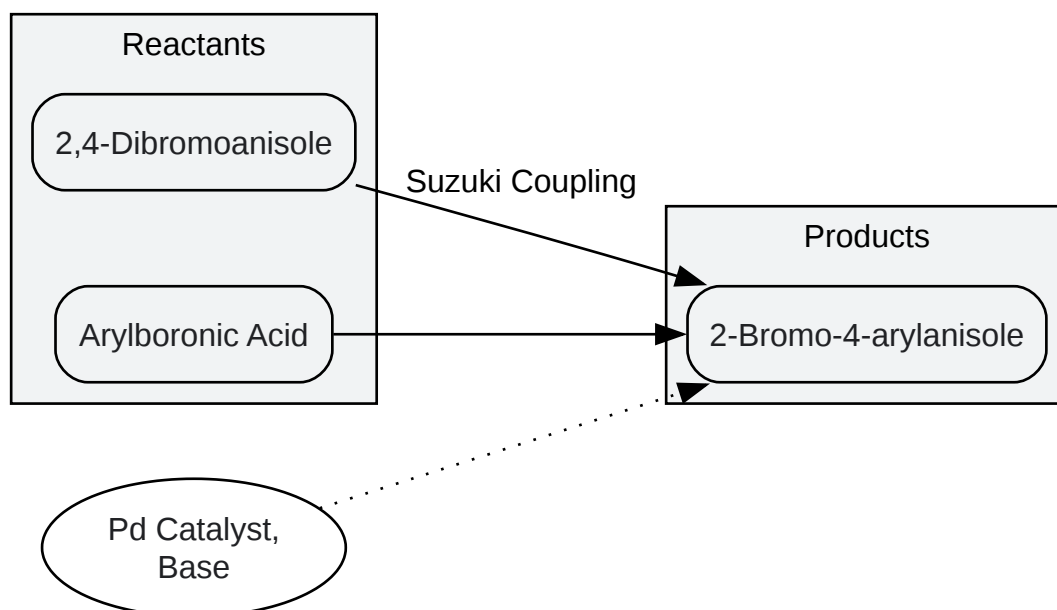 Reactants
2,4-Dibromoanisole
Suzuki Coupling
Products
Arylboronic Acid
2-Bromo-4-arylanisole
Pd Catalyst,
Base